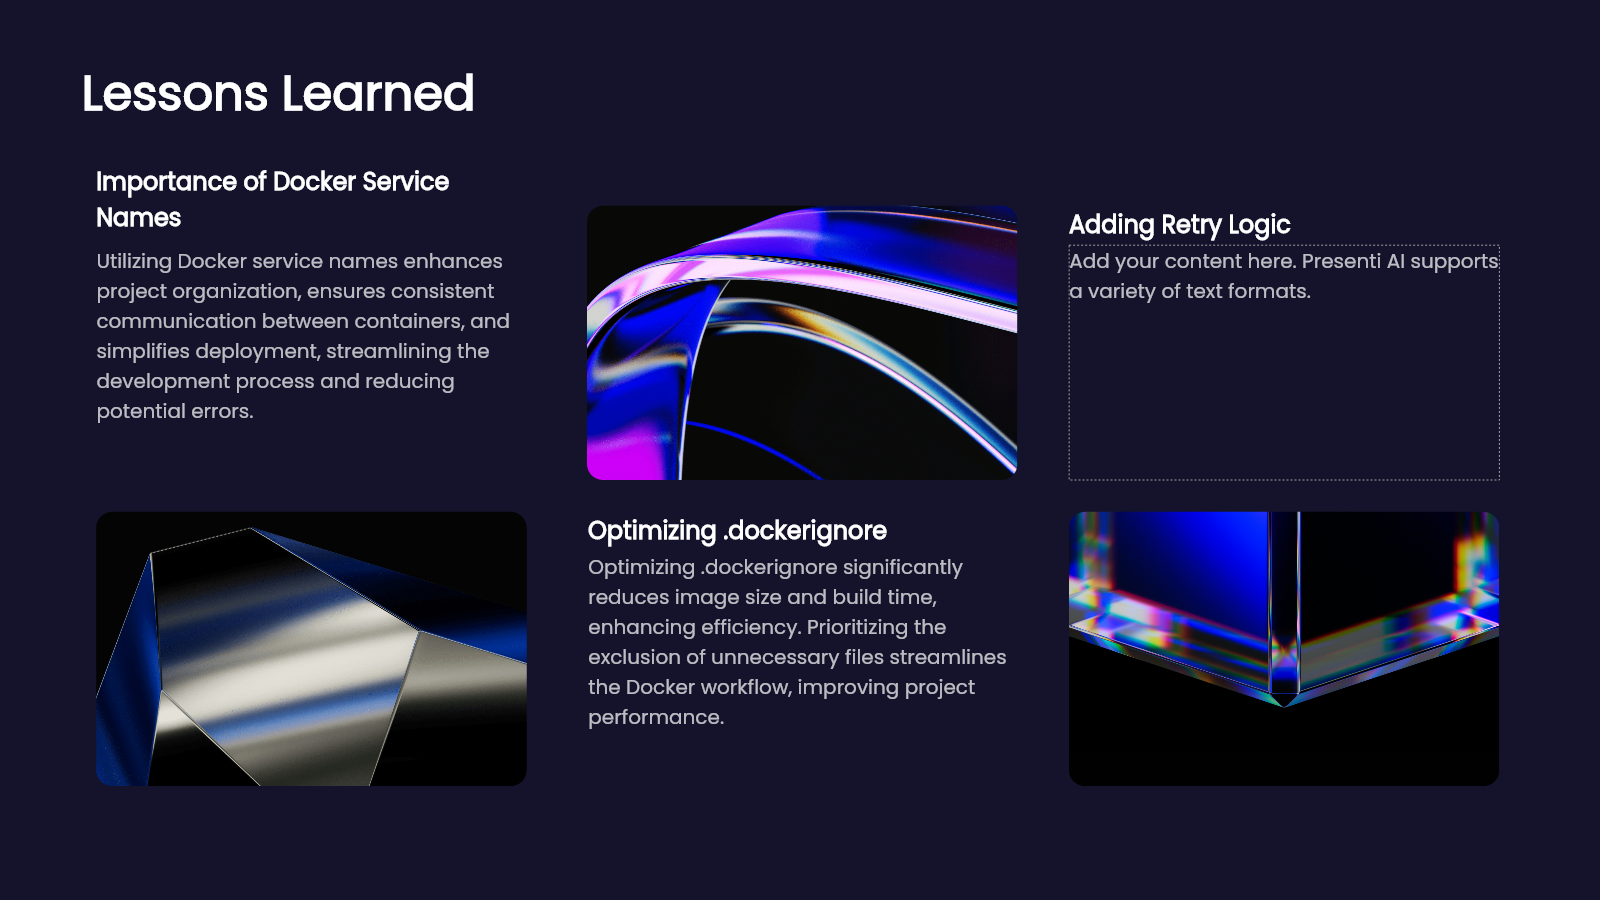 Lessons Learned
Importance of Docker Service
Names
Utilizing Docker service names enhances
project organization, ensures consistent
communication between containers, and
simplifies deployment, streamlining the
development process and reducing
potential errors.
Adding Retry Logic
Add your content here. Presenti AI supports
a variety of text formats.
Optimizing .dockerignore
Optimizing .dockerignore significantly
reduces image size and build time,
enhancing efficiency. Prioritizing the
exclusion of unnecessary files streamlines
the Docker workflow, improving project
performance.